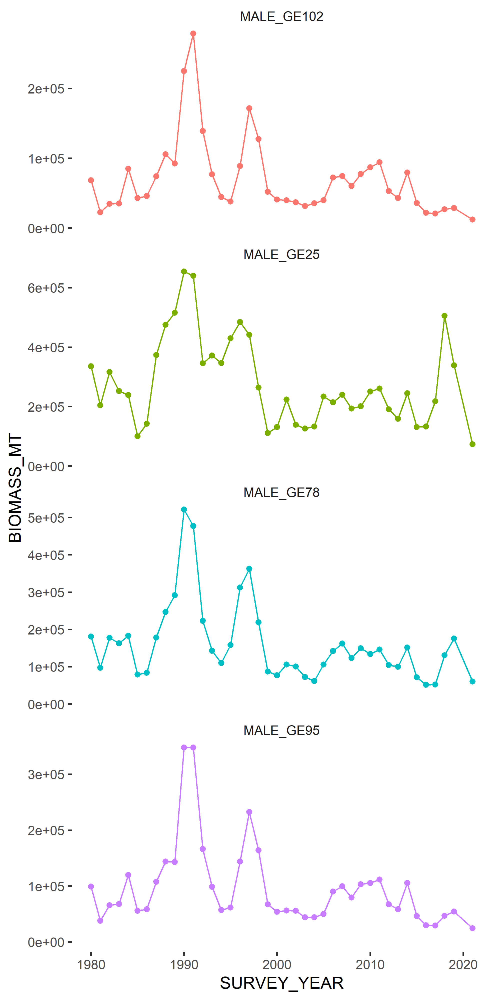 MALE_GE102
2e+05
1e+05
0e+00
MALE_GE25
6e+05
4e+05
2e+05
0e+00
MALE_GE78
5e+05
4e+05
3e+05
2e+05
1e+05
0e+00
MALE_GE95
3e+05
2e+05
1e+05
0e+00
1980 1990 2000 2010 2020
SURVEY_YEAR
BIOMASS_MT